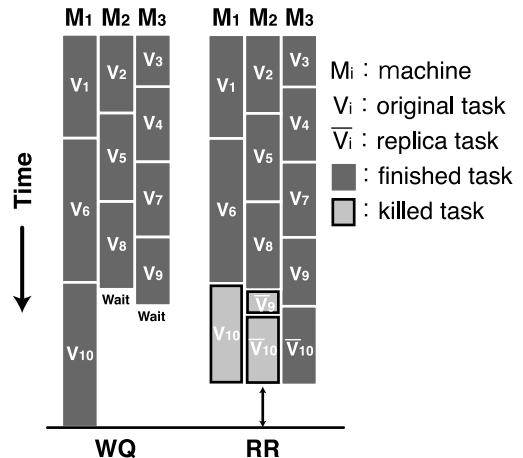 M₁ M₂ M₃
V₁
V₂
V₃
V₄
V₅
V₆
V₇
V₈
V₉
Wait
Wait
V₁₀
WQ
M₁ M₂ M₃
V₁
V₂
V₃
V₄
V₅
V₆
V₇
V₈
V₉
V̅₉
V₁₀
V̅₁₀
V̅₁₀
RR
Time
Mᵢ : machine
Vᵢ : original task
V̅ᵢ : replica task
: finished task
: killed task